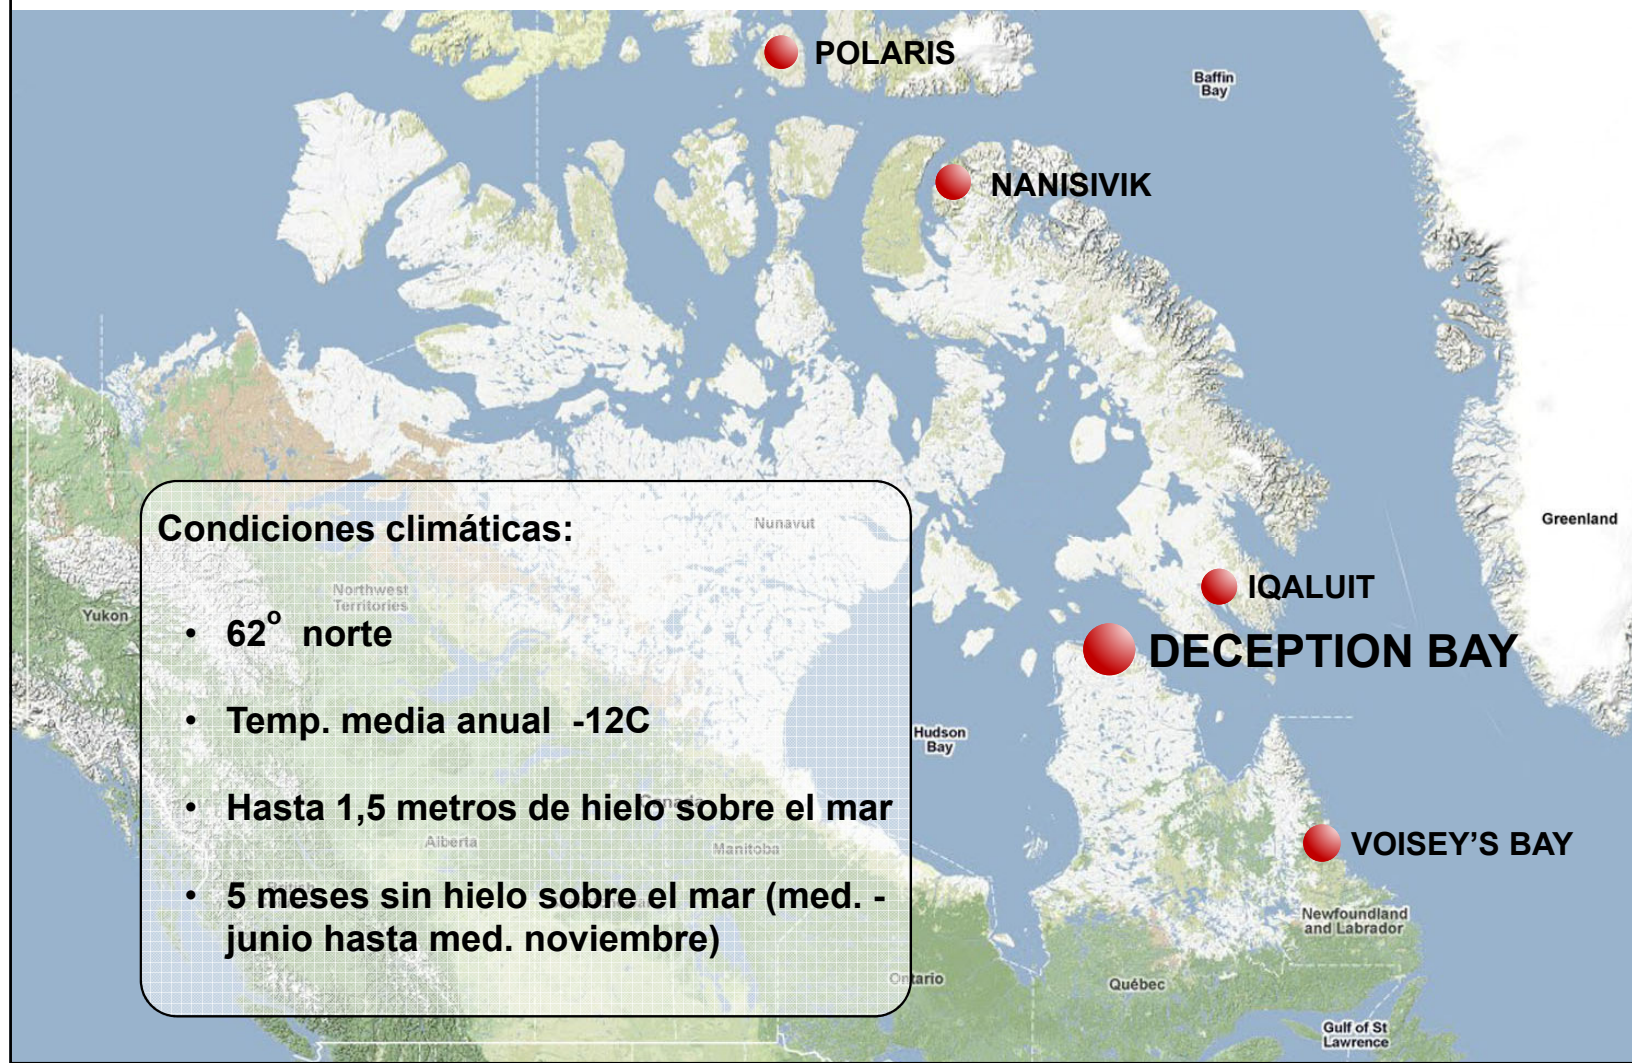 POLARIS
Baffin
Bay
NANISIVIK
Greenland
Condiciones climáticas:
Nunavut
Northwest
Territories
Yukon
IQALUIT
• 62° norte
DECEPTION BAY
• Temp. media anual -12C
Hudson
Bay
• Hasta 1,5 metros de hielo sobre el mar
Canada
Alberta
Manitoba
VOISEY'S BAY
• 5 meses sin hielo sobre el mar (med. -
junio hasta med. noviembre)
Newfoundland
and Labrador
Ontario
Québec
Gulf of St
Lawrence